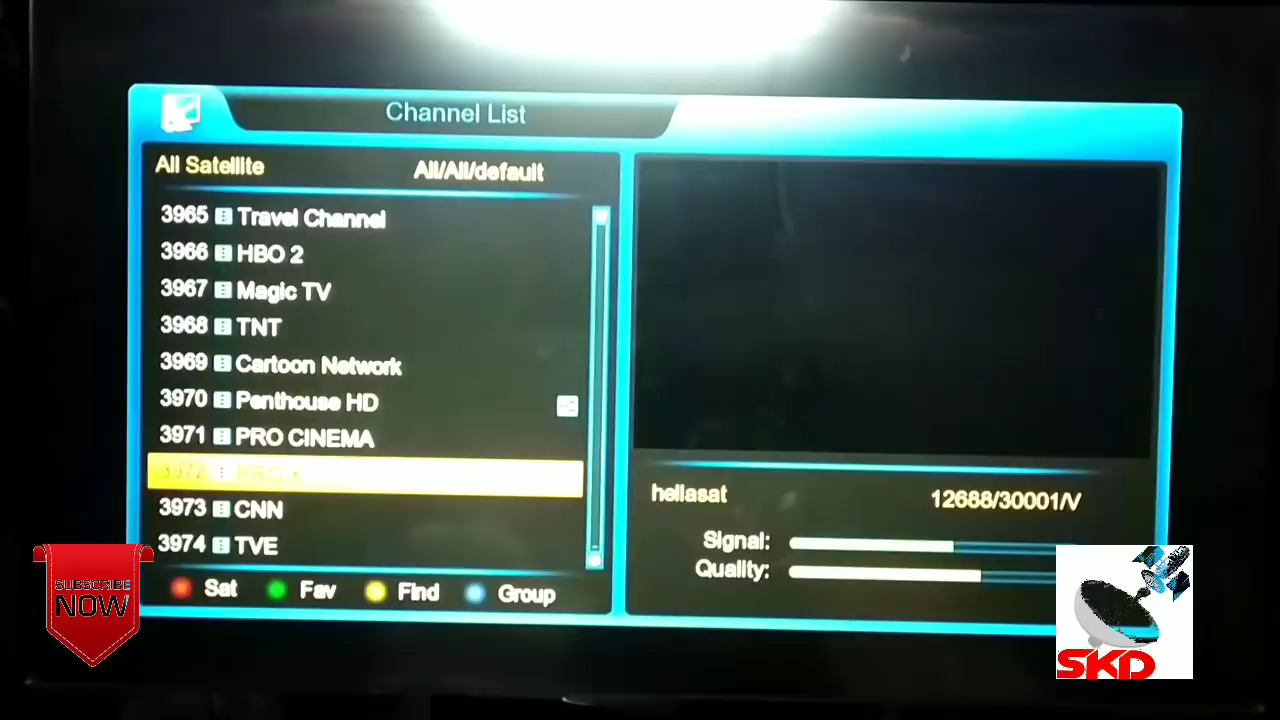 Channel List
All Satellite All/All/default
3965 Travel Channel
3966 HBO 2
3967 Magic TV
3968 TNT
3969 Cartoon Network
3970 Penthouse HD
3971 PRO CINEMA
3972 PRO X
3973 CNN
3974 TVE
Sat Fav Find Group
hellasat 12688/30001/V
Signal:
Quality:
SUBSCRIBE
NOW
SKD